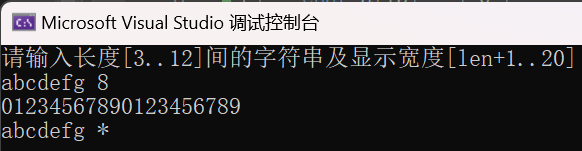 Microsoft Visual Studio 调试控制台
请输入长度[3..12]间的字符串及显示宽度[len+1..20]
abcdefg 8
01234567890123456789
abcdefg *